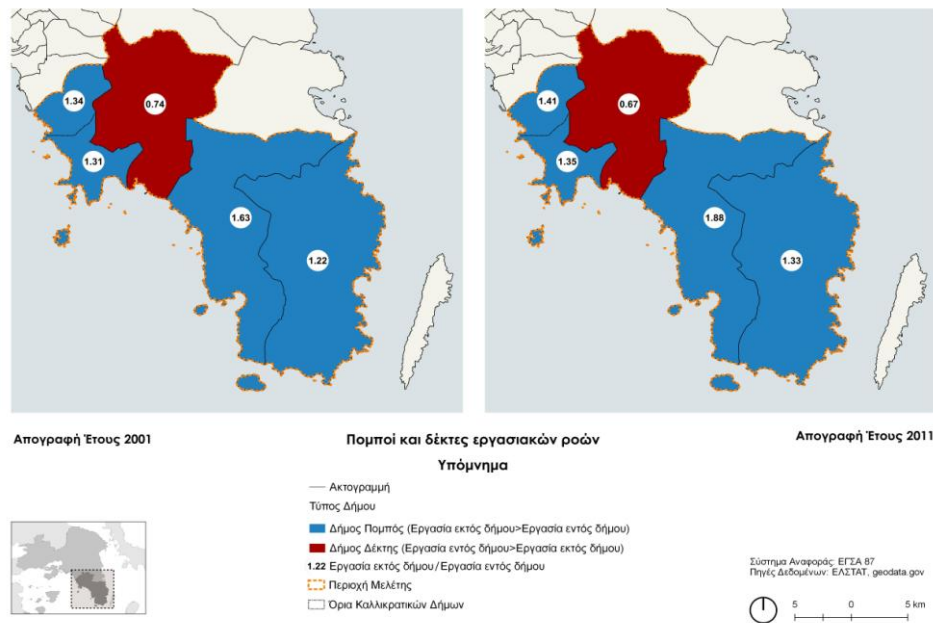 1.34
0.74
1.31
1.63
1.22
1.41
0.67
1.35
1.88
1.33
Απογραφή Έτους 2001
Πομποί και δέκτες εργασιακών ροών
Απογραφή Έτους 2011
Υπόμνημα
Ακτογραμμή
Τύπος Δήμου
Δήμος Πομπός (Εργασία εκτός δήμου>Εργασία εντός δήμου)
Δήμος Δέκτης (Εργασία εντός δήμου>Εργασία εκτός δήμου)
1.22 Εργασία εκτός δήμου/Εργασία εντός δήμου
Περιοχή Μελέτης
Όρια Καλλικρατικών Δήμων
Σύστημα Αναφοράς: ΕΓΣΑ 87
Πηγές Δεδομένων: ΕΛΣΤΑΤ, geodata.gov
5 0 5 km